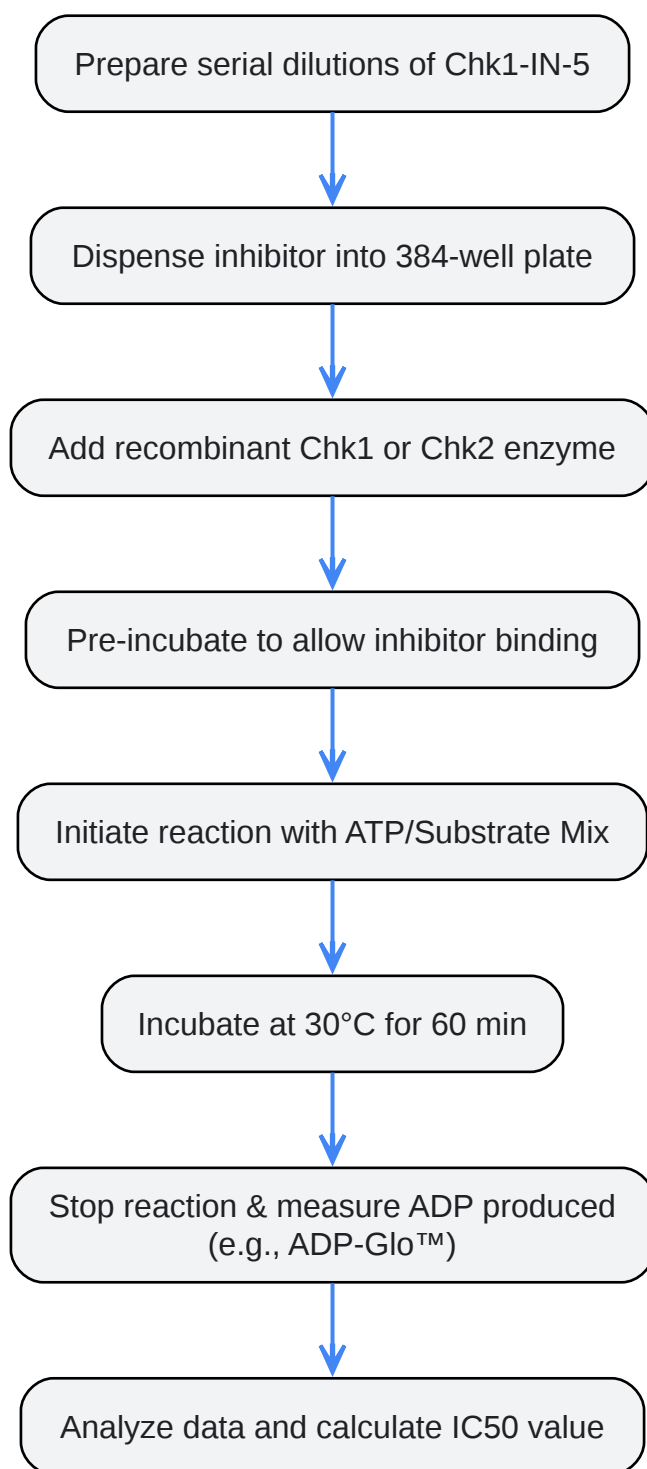 Prepare serial dilutions of Chk1-IN-5
Dispense inhibitor into 384-well plate
Add recombinant Chk1 or Chk2 enzyme
Pre-incubate to allow inhibitor binding
Initiate reaction with ATP/Substrate Mix
Incubate at 30°C for 60 min
Stop reaction & measure ADP produced
(e.g., ADP-Glo™)
Analyze data and calculate IC50 value